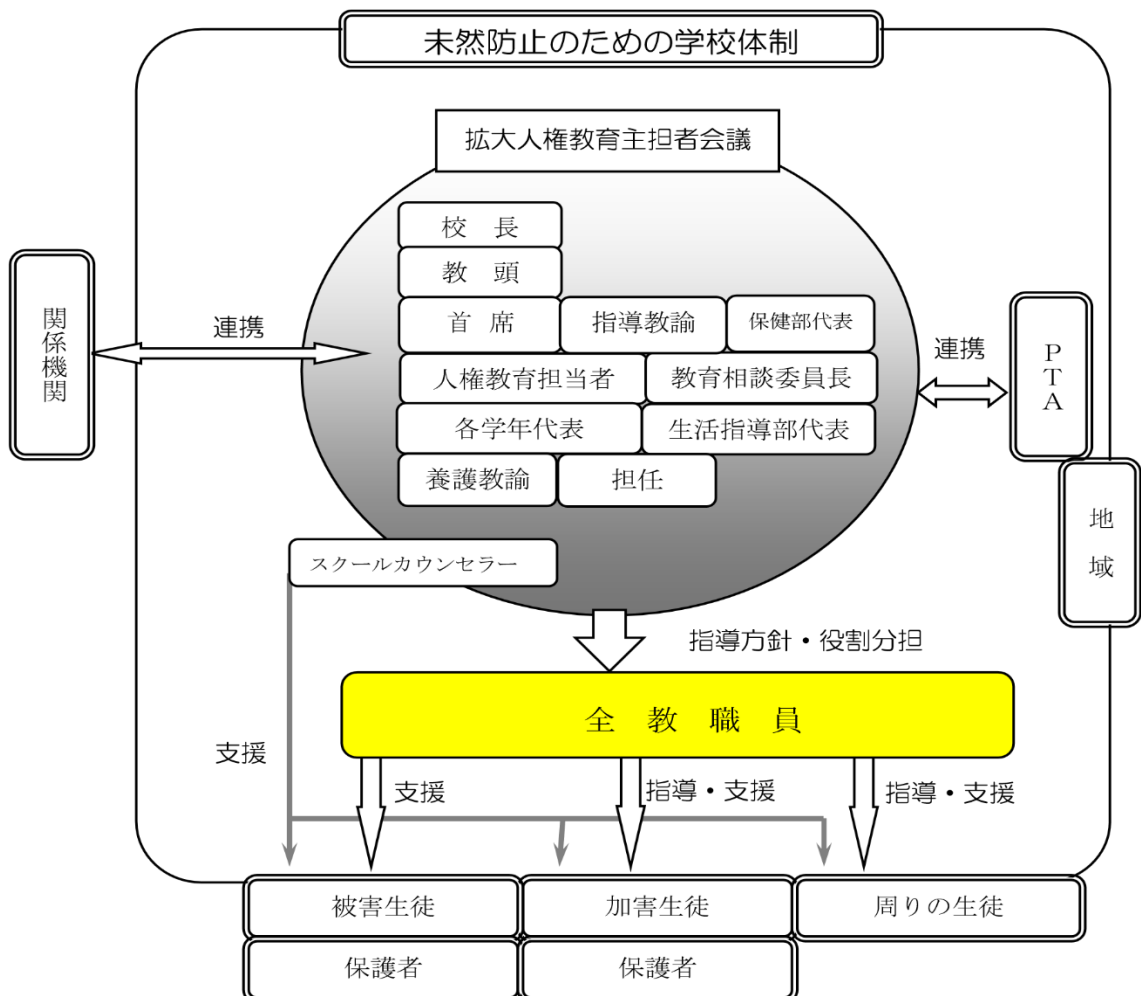 未然防止のための学校体制
拡大人権教育主担者会議
校 長
教 頭
首 席
指導教諭
保健部代表
人権教育担当者
教育相談委員長
各学年代表
生活指導部代表
養護教諭
担任
スクールカウンセラー
関係機関
連携
連携
PTA
地域
指導方針・役割分担
全 教 職 員
支援
支援
指導・支援
指導・支援
被害生徒
加害生徒
周りの生徒
保護者
保護者